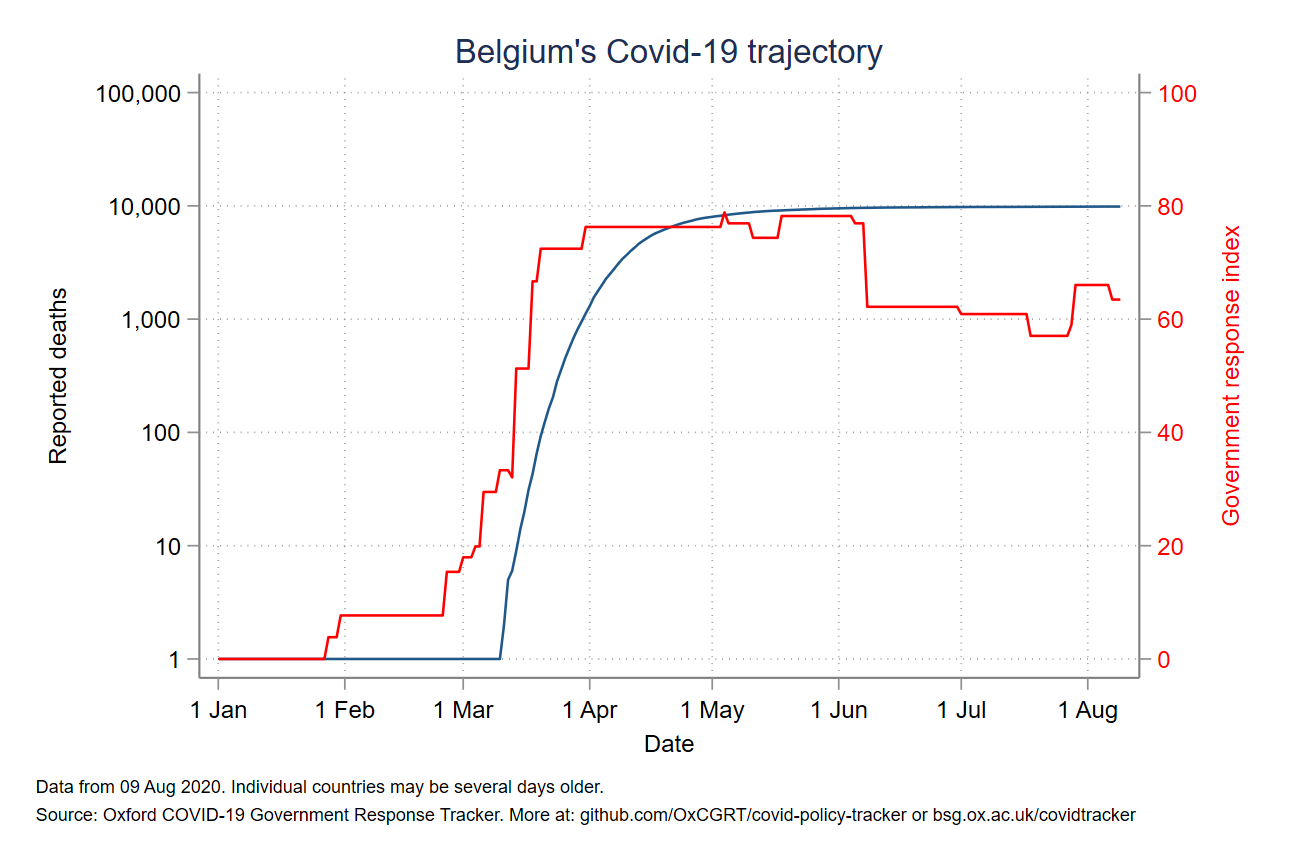 Belgium's Covid-19 trajectory
100,000
10,000
1,000
100
10
1
Reported deaths
100
80
60
40
20
0
Government response index
1 Jan 1 Feb 1 Mar 1 Apr 1 May 1 Jun 1 Jul 1 Aug
Date
Data from 09 Aug 2020. Individual countries may be several days older.
Source: Oxford COVID-19 Government Response Tracker. More at: github.com/OxCGRT/covid-policy-tracker or bsg.ox.ac.uk/covidtracker